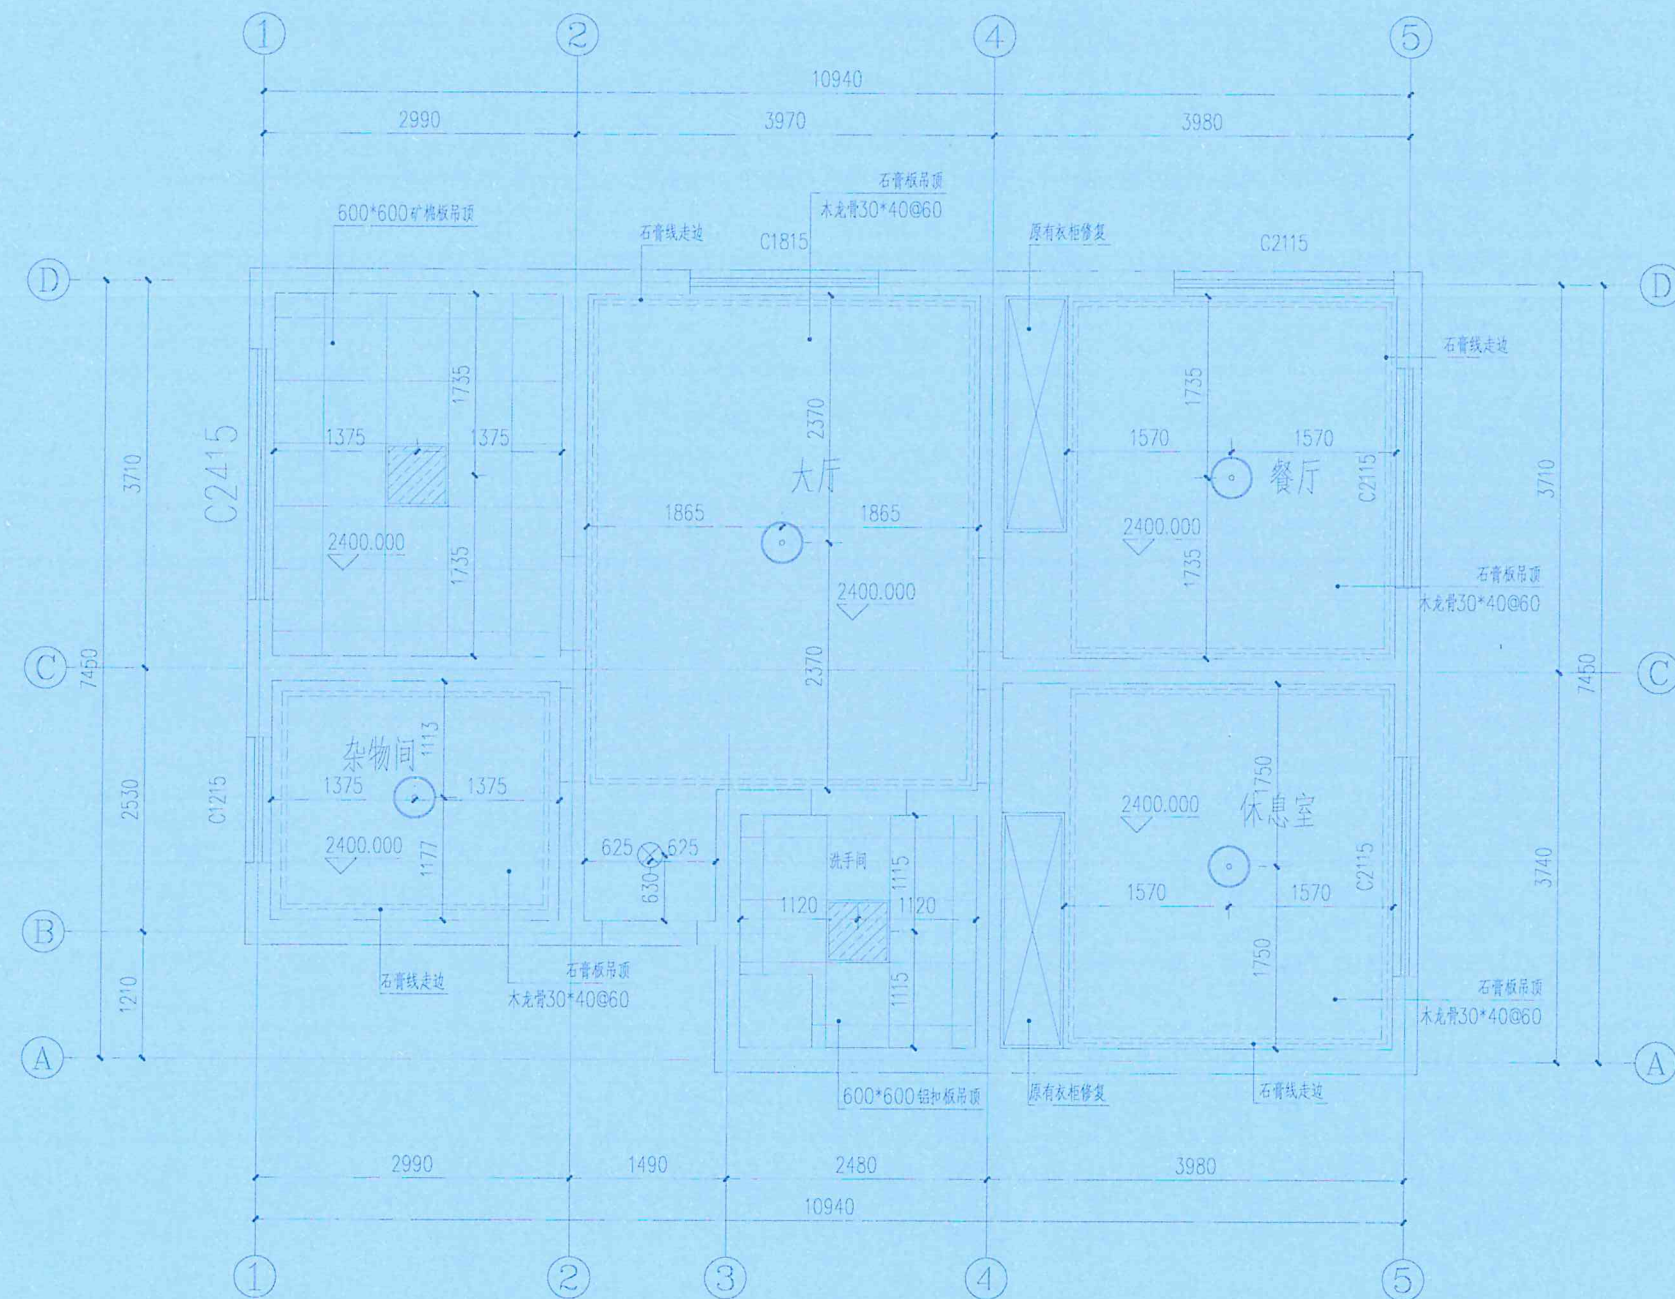 1
2
4
5
10940
2990
3970
3980
石膏板吊顶
木龙骨30*40@60
600*600矿棉板吊顶
石膏线走边
C1815
原有衣柜修复
C2115
D
D
石膏线走边
1735
1735
2370
C2415
1375
1375
1570
1570
3710
大厅
餐厅
C2115
3710
1865
1865
2400.000
2400.000
1735
1735
2400.000
石膏板吊顶
木龙骨30*40@60
C
7450
2370
7450
C
杂物间
1113
1375
1375
1750
C1215
2530
2400.000
休息室
2400.000
1177
625
625
630
洗手间
1115
C2115
3740
1120
1120
1570
1570
B
1750
石膏线走边
石膏板吊顶
木龙骨30*40@60
1210
1115
石膏板吊顶
木龙骨30*40@60
A
A
600*600铝扣板吊顶
原有衣柜修复
石膏线走边
2990
1490
2480
3980
10940
1
2
3
4
5